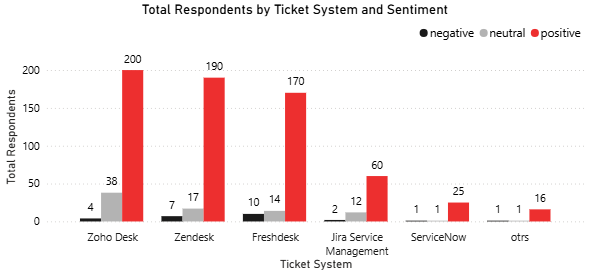 Total Respondents by Ticket System and Sentiment
negative neutral positive
Total Respondents
200
150
100
50
0
4 38 200
7 17 190
10 14 170
2 12 60
1 1 25
1 1 16
Zoho Desk
Zendesk
Freshdesk
Jira Service
Management
ServiceNow
otrs
Ticket System